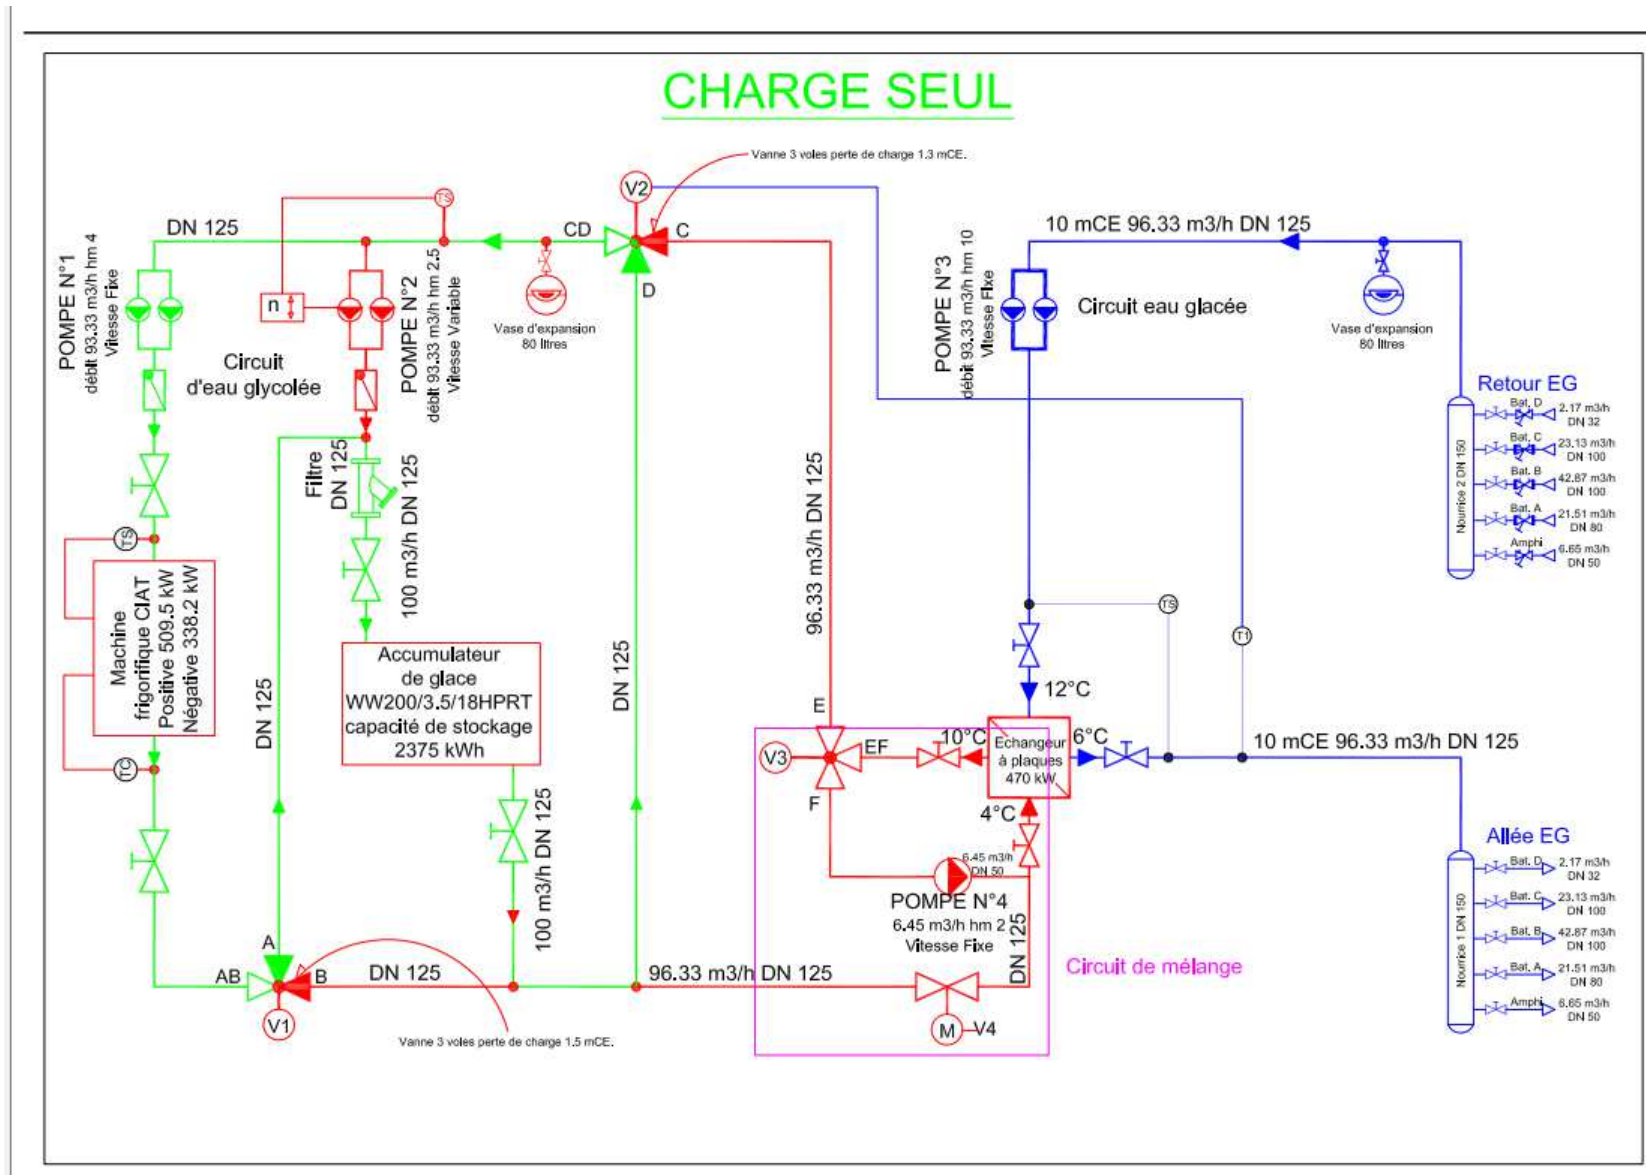 CHARGE SEUL
Vanne 3 voies perte de charge 1.3 mCE.
V2
TS
DN 125
CD
C
D
10 mCE 96.33 m3/h DN 125
POMPE N°1
débit 93.33 m3/h hm 4
Vitesse Fixe
n
POMPE N°2
débit 93.33 m3/h hm 2.5
Vitesse Variable
Vase d'expansion
80 litres
POMPE N°3
débit 93.33 m3/h hm 10
Vitesse Fixe
Circuit eau glacée
Vase d'expansion
80 litres
Circuit
d'eau glycolée
Retour EG
Nourrice 2 DN 150
Bat. D
2.17 m3/h
DN 32
Bat. C
23.13 m3/h
DN 100
Bat. B
42.87 m3/h
DN 100
Bat. A
21.51 m3/h
DN 80
Amphi
6.65 m3/h
DN 50
Filtre
DN 125
100 m3/h DN 125
96.33 m3/h DN 125
TS
TS
T1
Machine
frigorifique CIAT
Positive 509.5 kW
Négative 338.2 kW
TC
DN 125
Accumulateur
de glace
WW200/3.5/18HPRT
capacité de stockage
2375 kWh
DN 125
12°C
E
V3
EF
F
10°C
Echangeur
à plaques
470 kW
6°C
4°C
10 mCE 96.33 m3/h DN 125
100 m3/h DN 125
6.45 m3/h
DN 50
POMPE N°4
6.45 m3/h hm 2
Vitesse Fixe
DN 125
Circuit de mélange
Allée EG
Nourrice 1 DN 150
Bat. D
2.17 m3/h
DN 32
Bat. C
23.13 m3/h
DN 100
Bat. B
42.87 m3/h
DN 100
Bat. A
21.51 m3/h
DN 80
Amphi
6.65 m3/h
DN 50
A
AB
B
DN 125
96.33 m3/h DN 125
V1
M
V4
Vanne 3 voies perte de charge 1.5 mCE.